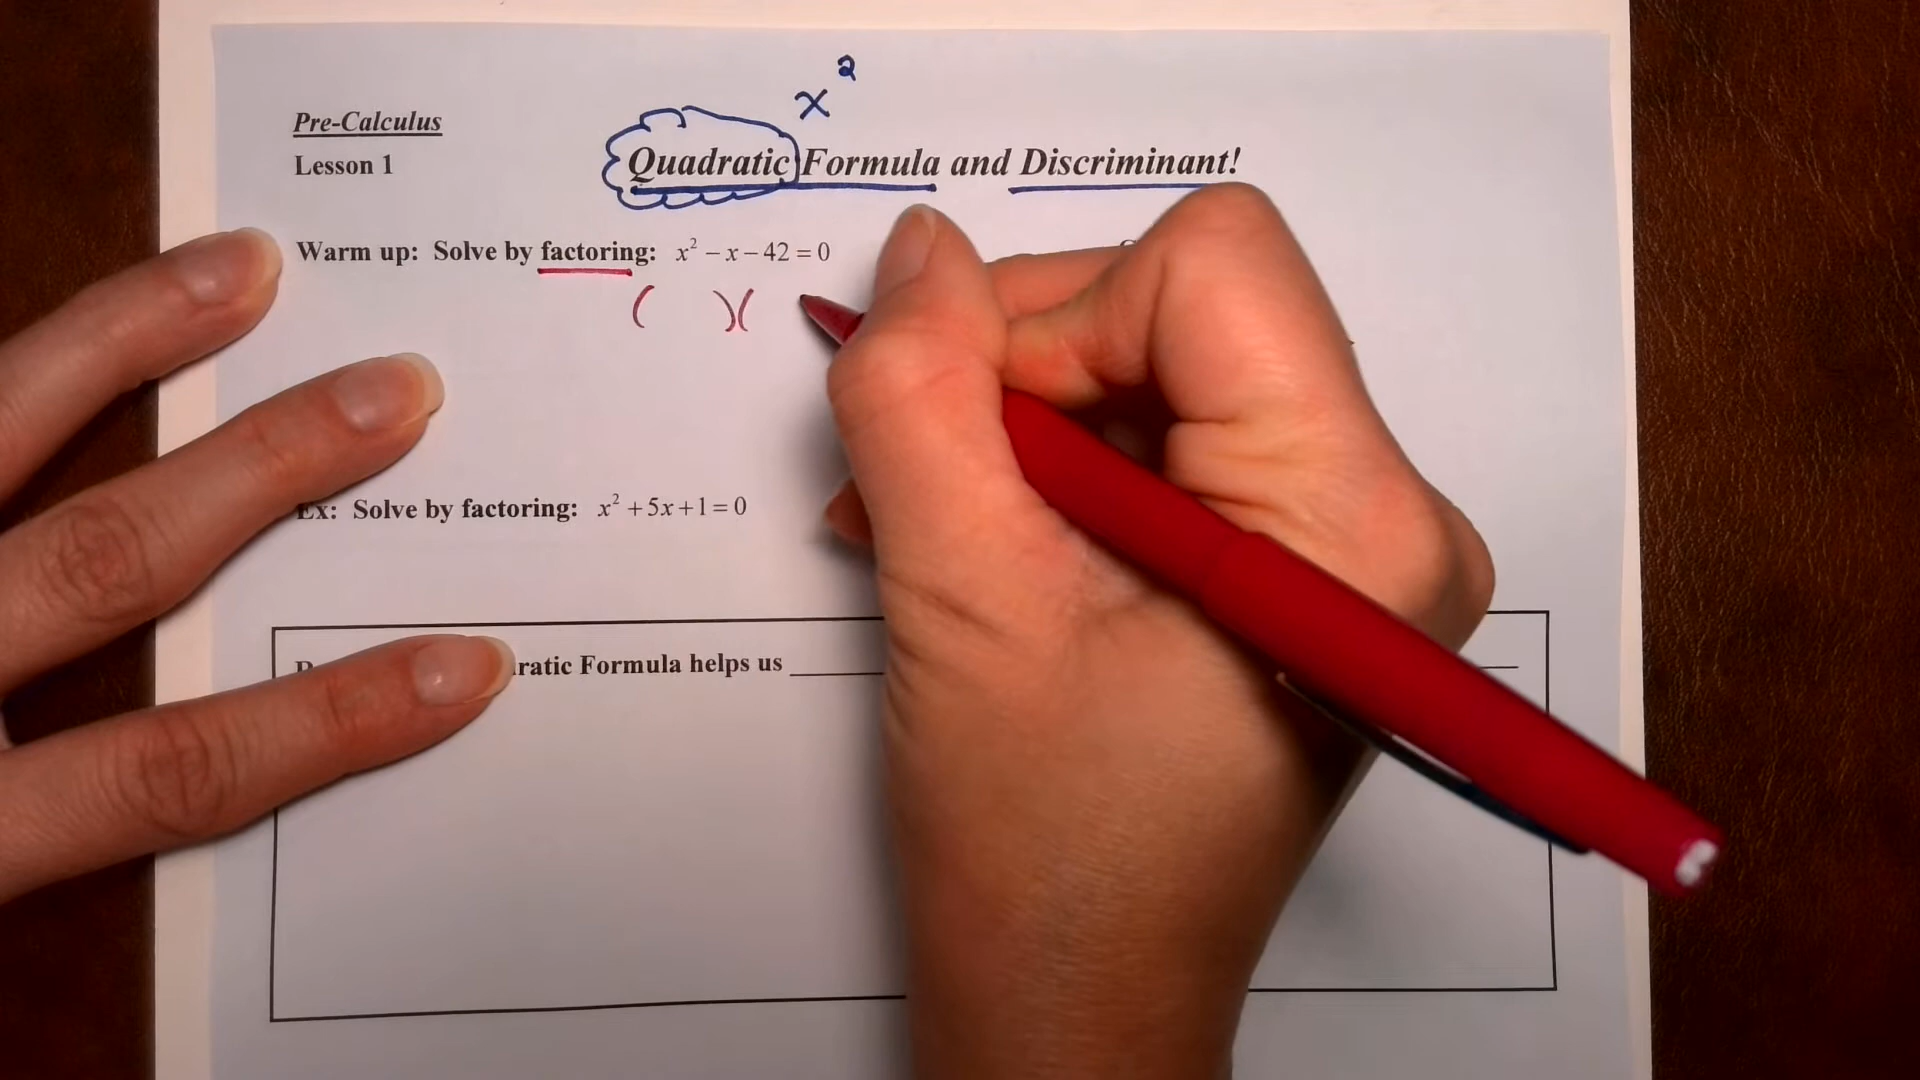 x²
Pre-Calculus
Lesson 1
Quadratic Formula and Discriminant!
Warm up: Solve by factoring: x² − x − 42 = 0
( )(
Ex: Solve by factoring: x² + 5x + 1 = 0
Formula helps us